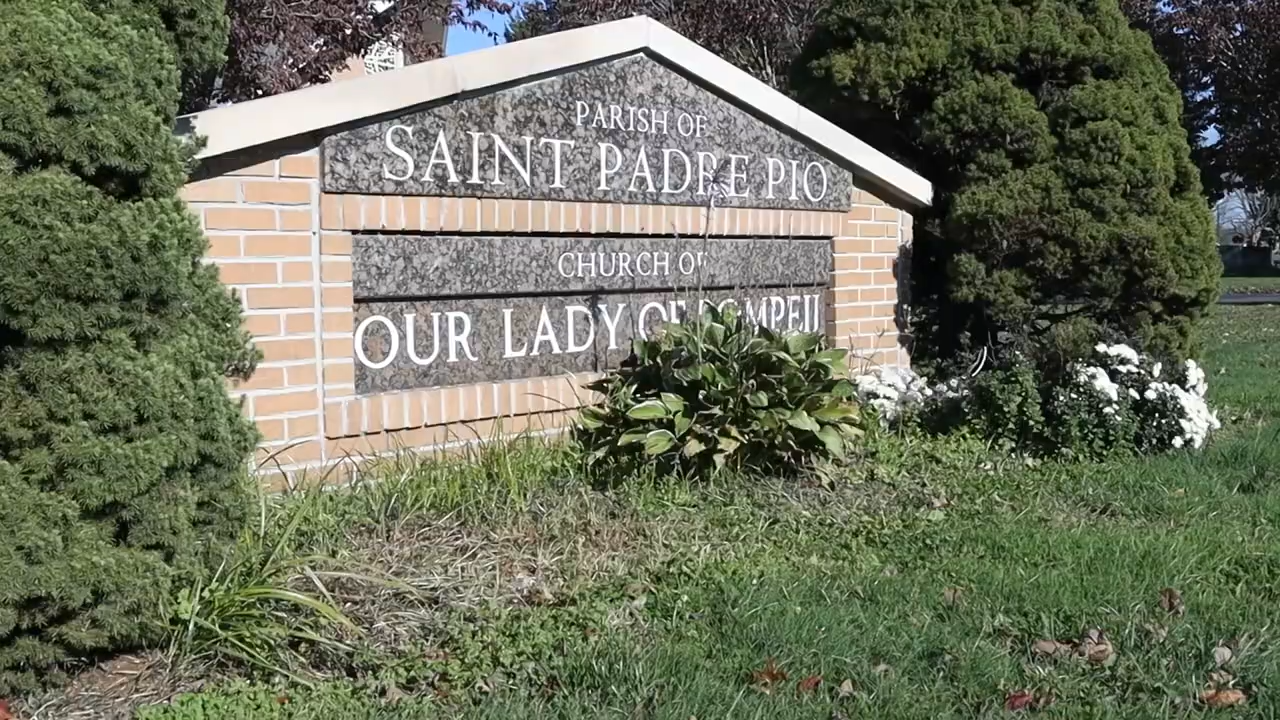 PARISH OF
SAINT PADRE PIO
CHURCH OF
OUR LADY OF POMPEII